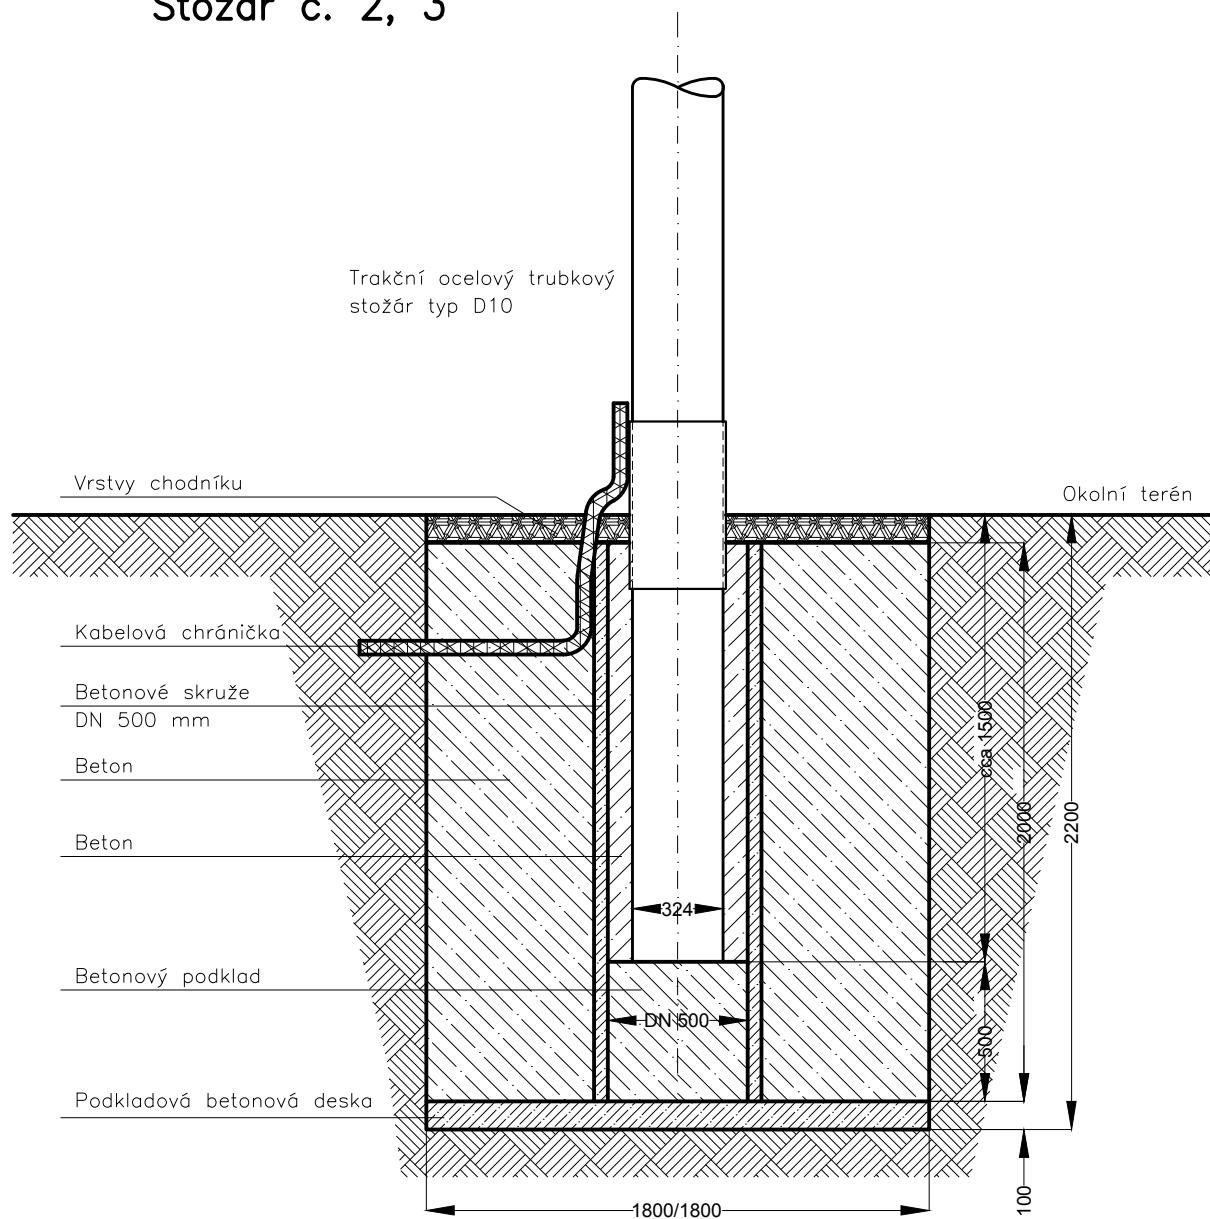 Stožár č. 2, 3
Trakční ocelový trubkový
stožár typ D10
Vrstvy chodníku
Okolní terén
Kabelová chránička
Betonové skruže
DN 500 mm
Beton
Beton
Betonový podklad
Podkladová betonová deska
cca 1500
2000
2200
324
DN 500
500
100
1800/1800